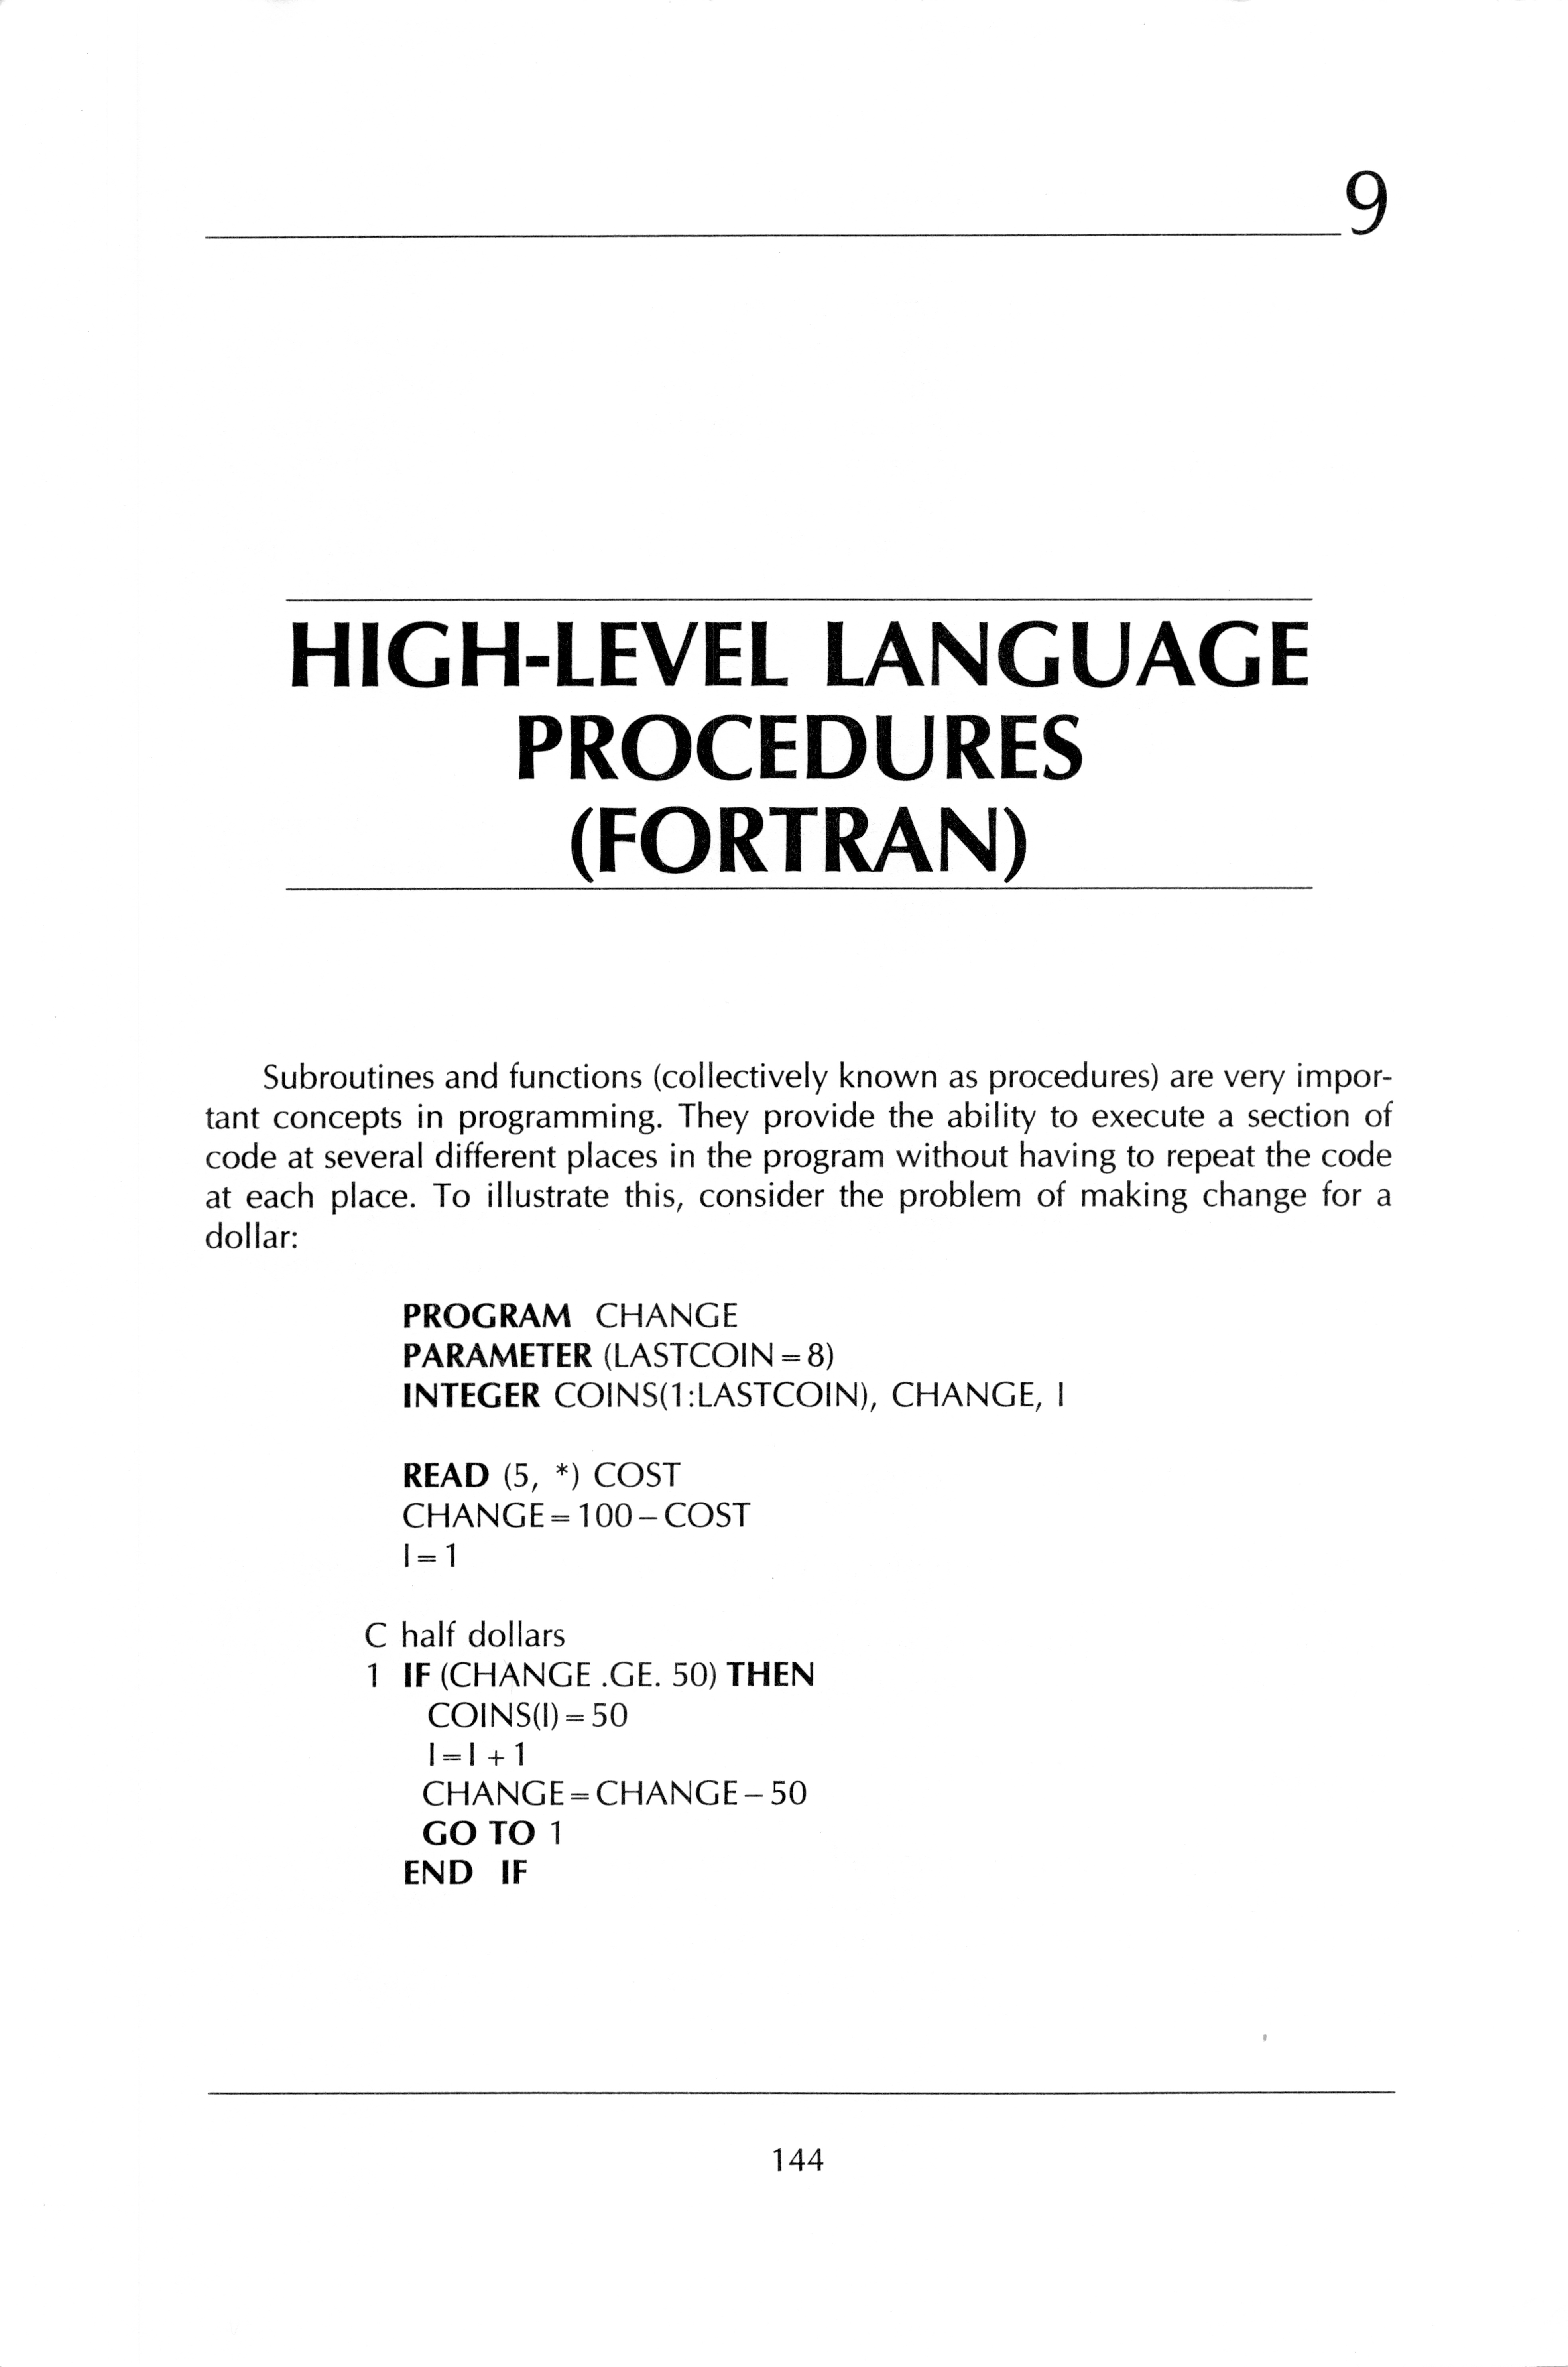 9
HIGH-LEVEL LANGUAGE
PROCEDURES
(FORTRAN)
Subroutines and functions (collectively known as procedures) are very impor-
tant concepts in programming. They provide the ability to execute a section of
code at several different places in the program without having to repeat the code
at each place. To illustrate this, consider the problem of making change for a
dollar:
PROGRAM CHANGE
PARAMETER (LASTCOIN = 8)
INTEGER COINS(1:LASTCOIN), CHANGE, I
READ (5, *) COST
CHANGE = 100 – COST
I = 1
C half dollars
1 IF (CHANGE .GE. 50) THEN
COINS(I) = 50
I = I + 1
CHANGE = CHANGE – 50
GO TO 1
END IF
144